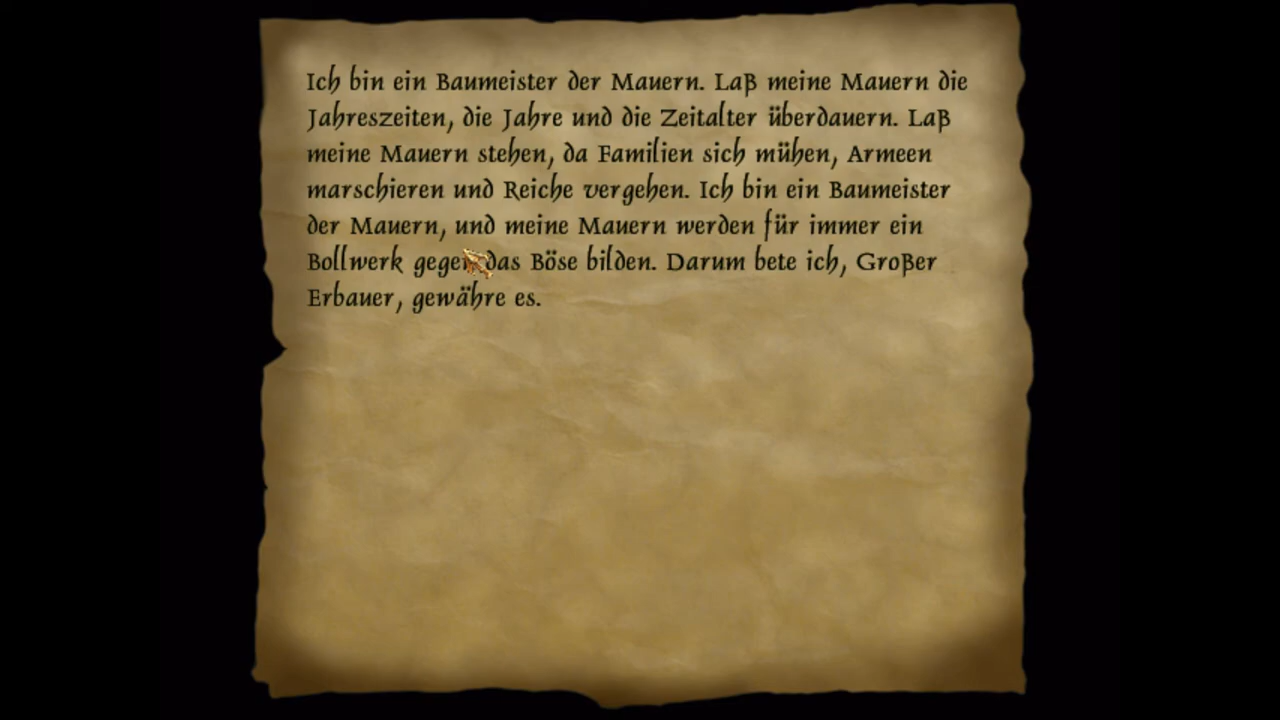 Ich bin ein Baumeister der Mauern. Laß meine Mauern die
Jahreszeiten, die Jahre und die Zeitalter überdauern. Laß
meine Mauern stehen, da Familien sich mühen, Armeen
marschieren und Reiche vergehen. Ich bin ein Baumeister
der Mauern, und meine Mauern werden für immer ein
Bollwerk gegen das Böse bilden. Darum bete ich, Großer
Erbauer, gewähre es.